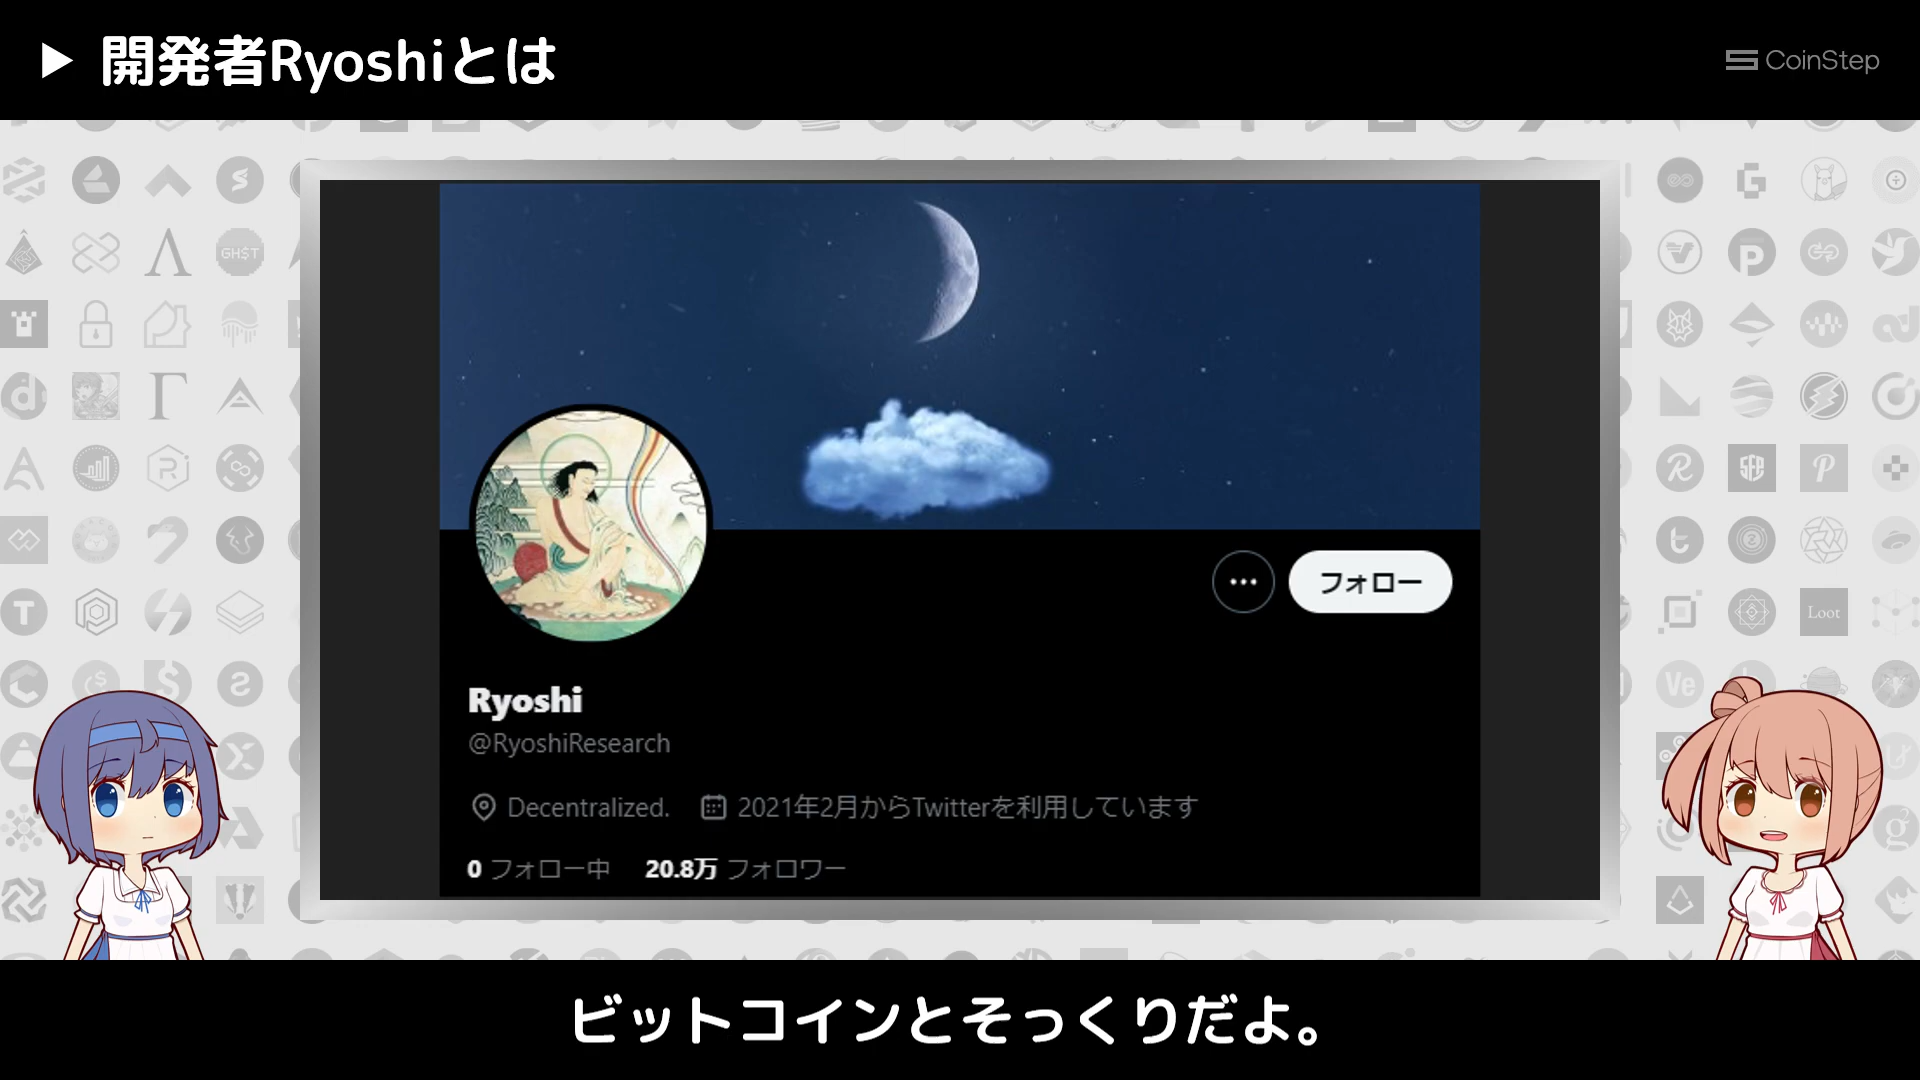 開発者Ryoshiとは
CoinStep
GHST
フォロー
Ryoshi
@RyoshiResearch
Decentralized. 2021年2月からTwitterを利用しています
0 フォロー中 20.8万 フォロワー
SFP
Loot
Ve
ビットコインとそっくりだよ。